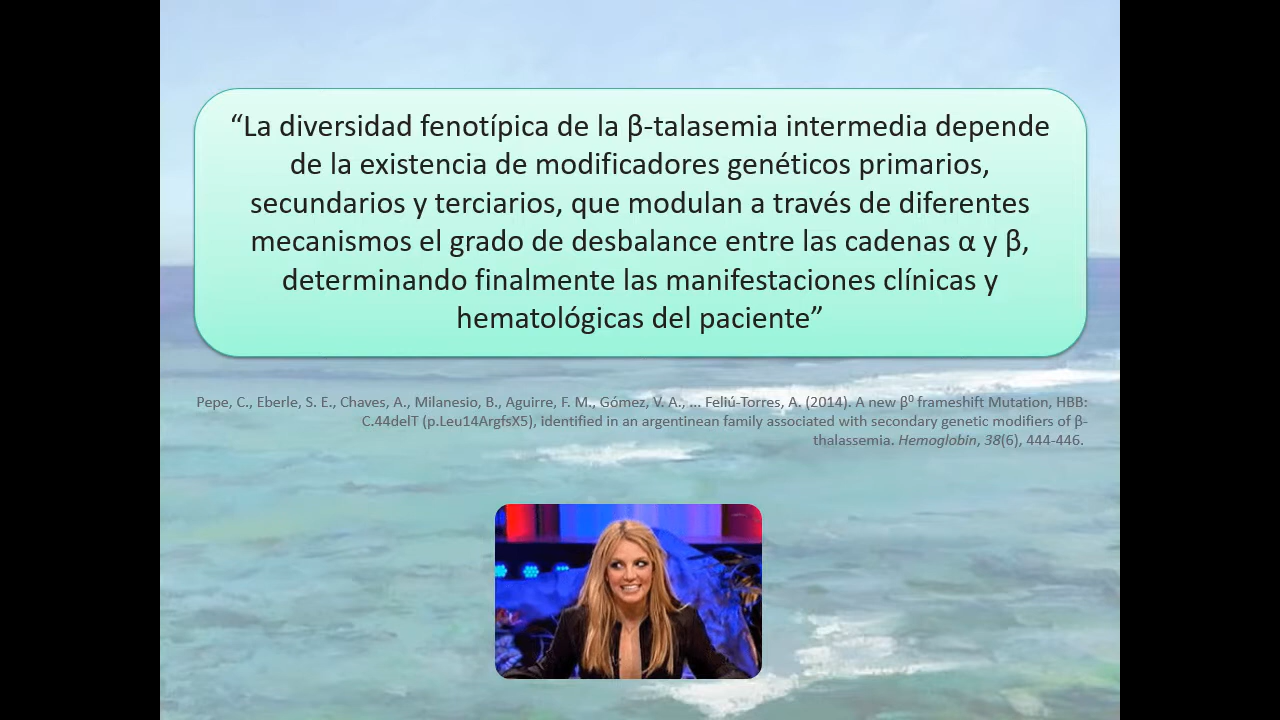 “La diversidad fenotípica de la β-talasemia intermedia depende
de la existencia de modificadores genéticos primarios,
secundarios y terciarios, que modulan a través de diferentes
mecanismos el grado de desbalance entre las cadenas α y β,
determinando finalmente las manifestaciones clínicas y
hematológicas del paciente”
Pepe, C., Eberle, S. E., Chaves, A., Milanesio, B., Aguirre, F. M., Gómez, V. A., ... Feliú-Torres, A. (2014). A new β⁰ frameshift Mutation, HBB:
C.44delT (p.Leu14ArgfsX5), identified in an argentinean family associated with secondary genetic modifiers of β-
thalassemia. Hemoglobin, 38(6), 444-446.